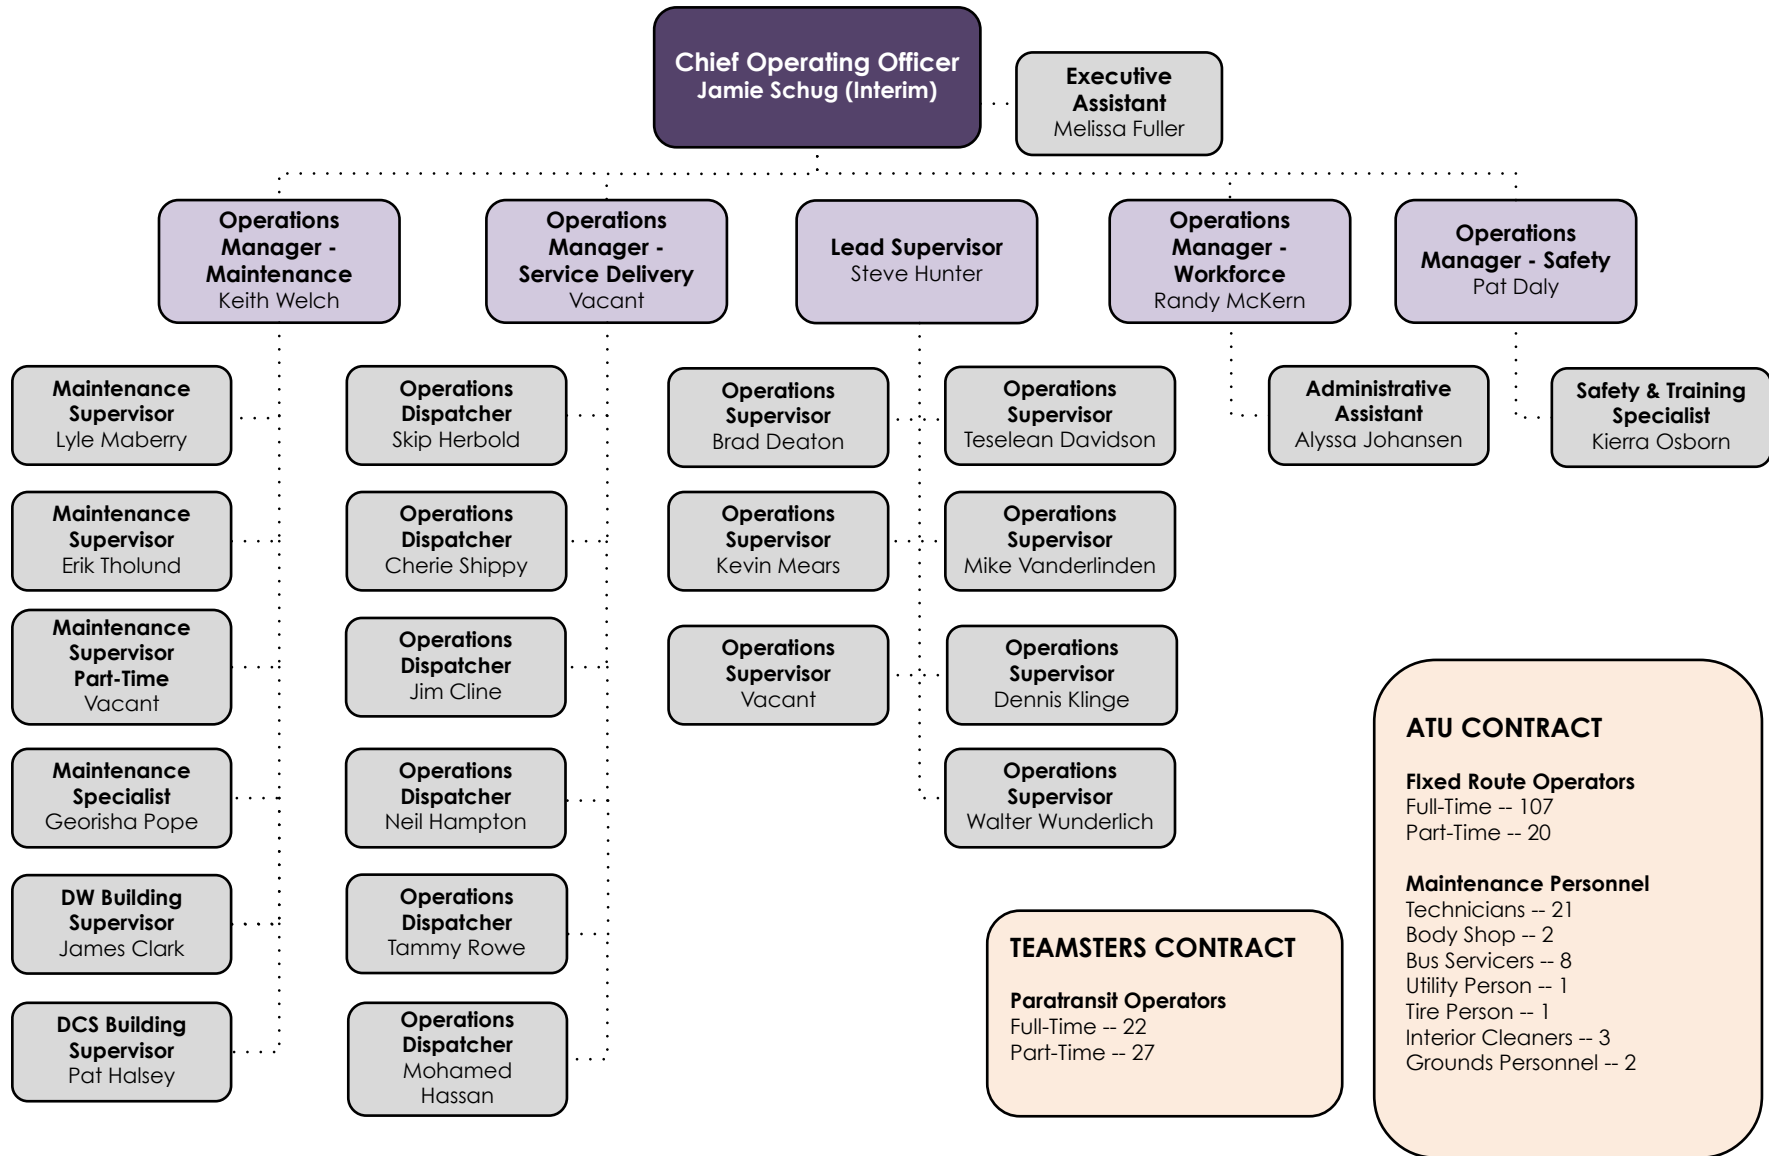 Chief Operating Officer
Jamie Schug (Interim)
Executive
Assistant
Melissa Fuller
Operations
Manager -
Maintenance
Keith Welch
Operations
Manager -
Service Delivery
Vacant
Lead Supervisor
Steve Hunter
Operations
Manager -
Workforce
Randy McKern
Operations
Manager - Safety
Pat Daly
Maintenance
Supervisor
Lyle Maberry
Operations
Dispatcher
Skip Herbold
Operations
Supervisor
Brad Deaton
Operations
Supervisor
Teselean Davidson
Administrative
Assistant
Alyssa Johansen
Safety & Training
Specialist
Kierra Osborn
Maintenance
Supervisor
Erik Tholund
Operations
Dispatcher
Cherie Shippy
Operations
Supervisor
Kevin Mears
Operations
Supervisor
Mike Vanderlinden
Maintenance
Supervisor
Part-Time
Vacant
Operations
Dispatcher
Jim Cline
Operations
Supervisor
Vacant
Operations
Supervisor
Dennis Klinge
Maintenance
Specialist
Georisha Pope
Operations
Dispatcher
Neil Hampton
Operations
Supervisor
Walter Wunderlich
DW Building
Supervisor
James Clark
Operations
Dispatcher
Tammy Rowe
DCS Building
Supervisor
Pat Halsey
Operations
Dispatcher
Mohamed
Hassan
TEAMSTERS CONTRACT
Paratransit Operators
Full-Time -- 22
Part-Time -- 27
ATU CONTRACT
FIxed Route Operators
Full-Time -- 107
Part-Time -- 20
Maintenance Personnel
Technicians -- 21
Body Shop -- 2
Bus Servicers -- 8
Utility Person -- 1
Tire Person -- 1
Interior Cleaners -- 3
Grounds Personnel -- 2